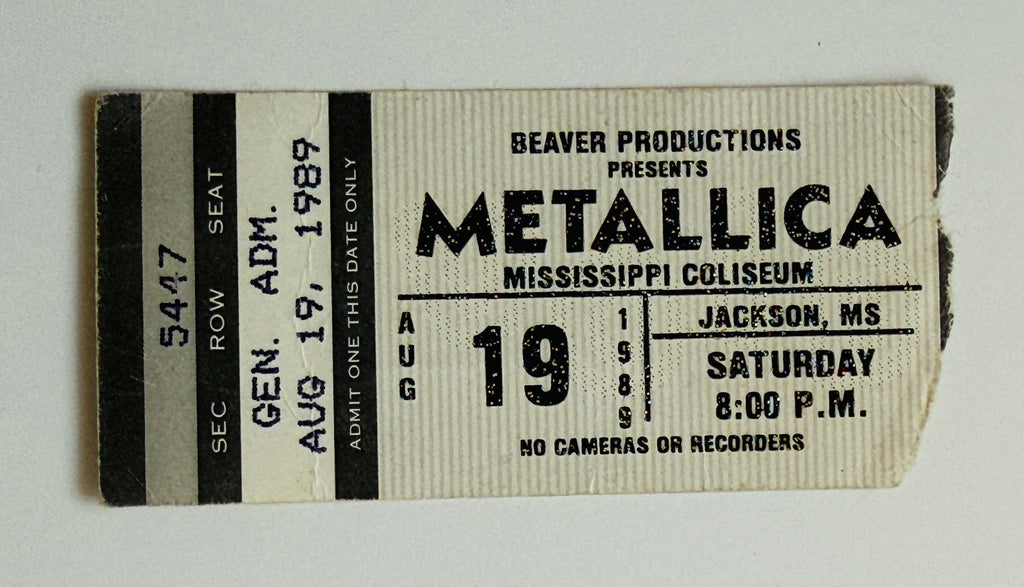 5447
SEC ROW SEAT
GEN. ADM.
AUG 19, 1989
ADMIT ONE THIS DATE ONLY
BEAVER PRODUCTIONS
PRESENTS
METALLICA
MISSISSIPPI COLISEUM
AUG
19
1989
JACKSON, MS
SATURDAY
8:00 P.M.
NO CAMERAS OR RECORDERS